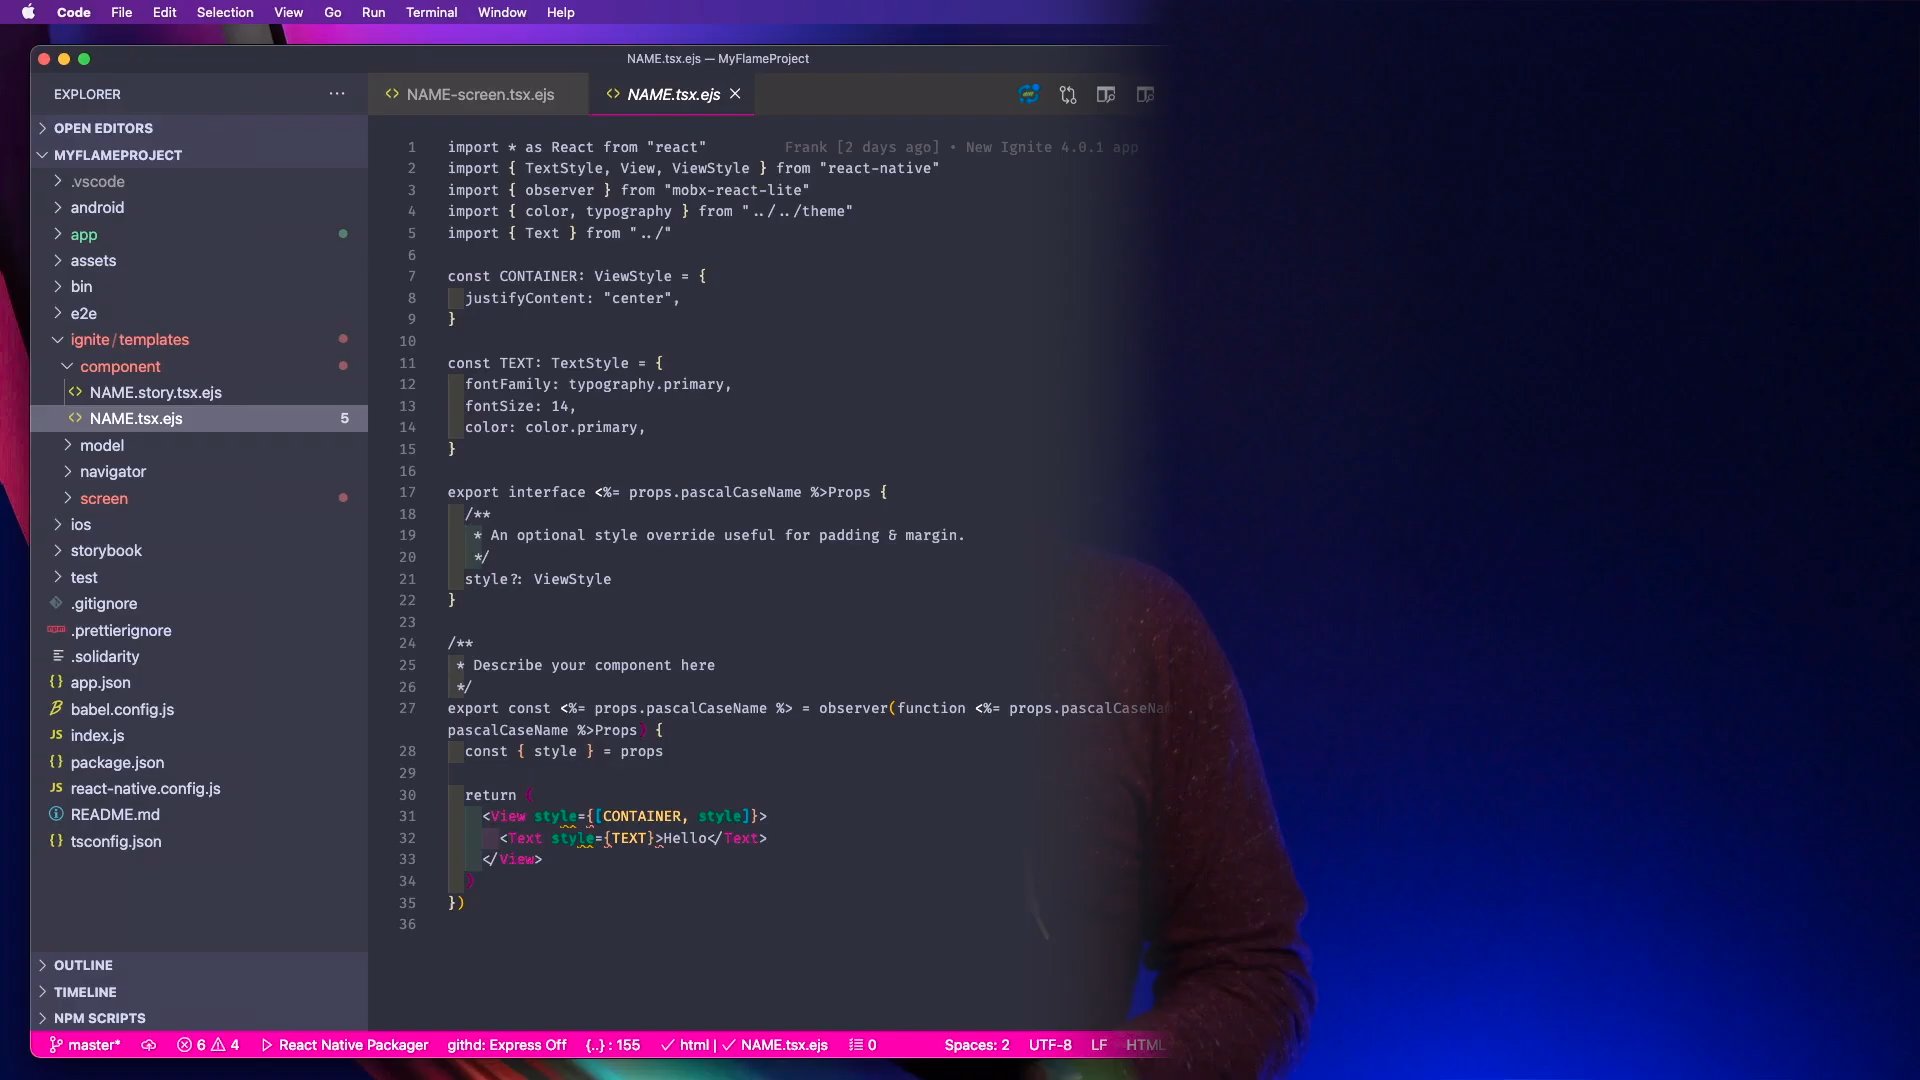 Code File Edit Selection View Go Run Terminal Window Help
NAME.tsx.ejs — MyFlameProject
EXPLORER
NAME-screen.tsx.ejs
NAME.tsx.ejs
OPEN EDITORS
MYFLAMEPROJECT
.vscode
android
app
assets
bin
e2e
ignite/templates
component
NAME.story.tsx.ejs
NAME.tsx.ejs 5
model
navigator
screen
ios
storybook
test
.gitignore
.prettierignore
.solidarity
app.json
babel.config.js
index.js
package.json
react-native.config.js
README.md
tsconfig.json
OUTLINE
TIMELINE
NPM SCRIPTS
1 import * as React from "react" Frank [2 days ago] • New Ignite 4.0.1 app
2 import { TextStyle, View, ViewStyle } from "react-native"
3 import { observer } from "mobx-react-lite"
4 import { color, typography } from "../../theme"
5 import { Text } from "../"
6
7 const CONTAINER: ViewStyle = {
8 justifyContent: "center",
9 }
10
11 const TEXT: TextStyle = {
12 fontFamily: typography.primary,
13 fontSize: 14,
14 color: color.primary,
15 }
16
17 export interface <%= props.pascalCaseName %>Props {
18 /**
19 * An optional style override useful for padding & margin.
20 */
21 style?: ViewStyle
22 }
23
24 /**
25 * Describe your component here
26 */
27 export const <%= props.pascalCaseName %> = observer(function <%= props.pascalCaseNa
pascalCaseName %>Props) {
28 const { style } = props
29
30 return (
31 <View style={[CONTAINER, style]}>
32 <Text style={TEXT}>Hello</Text>
33 </View>
34 )
35 })
36
master* 6 4 React Native Packager githd: Express Off {..} : 155 html | NAME.tsx.ejs 0 Spaces: 2 UTF-8 LF HTML